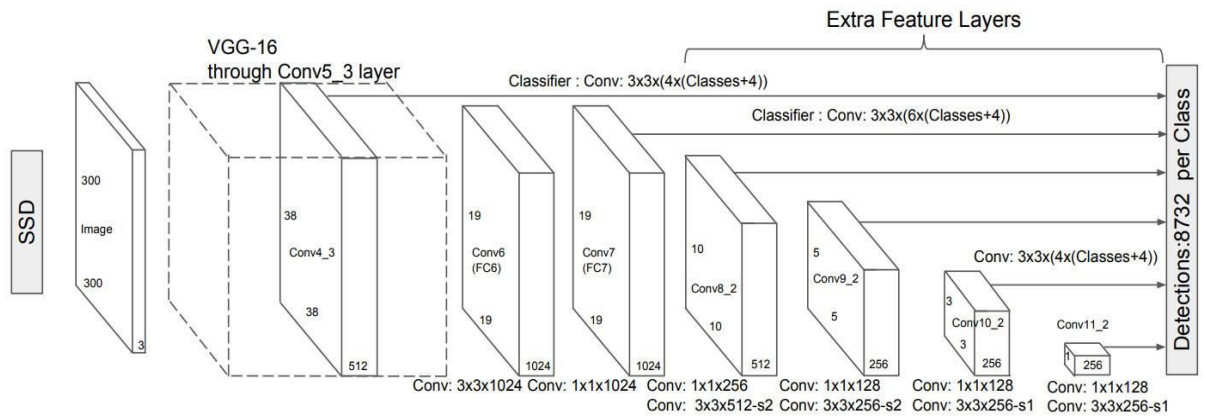 Extra Feature Layers
VGG-16
through Conv5_3 layer
Classifier : Conv: 3x3x(4x(Classes+4))
Classifier : Conv: 3x3x(6x(Classes+4))
SSD
300
Image
300
3
38
Conv4_3
38
512
19
Conv6
(FC6)
19
1024
19
Conv7
(FC7)
19
1024
10
Conv8_2
10
512
5
Conv9_2
5
256
Conv: 3x3x(4x(Classes+4))
3
Conv10_2
3
256
Conv11_2
1
256
Detections:8732 per Class
Conv: 3x3x1024
Conv: 1x1x1024
Conv: 1x1x256
Conv: 3x3x512-s2
Conv: 1x1x128
Conv: 3x3x256-s2
Conv: 1x1x128
Conv: 3x3x256-s1
Conv: 1x1x128
Conv: 3x3x256-s1